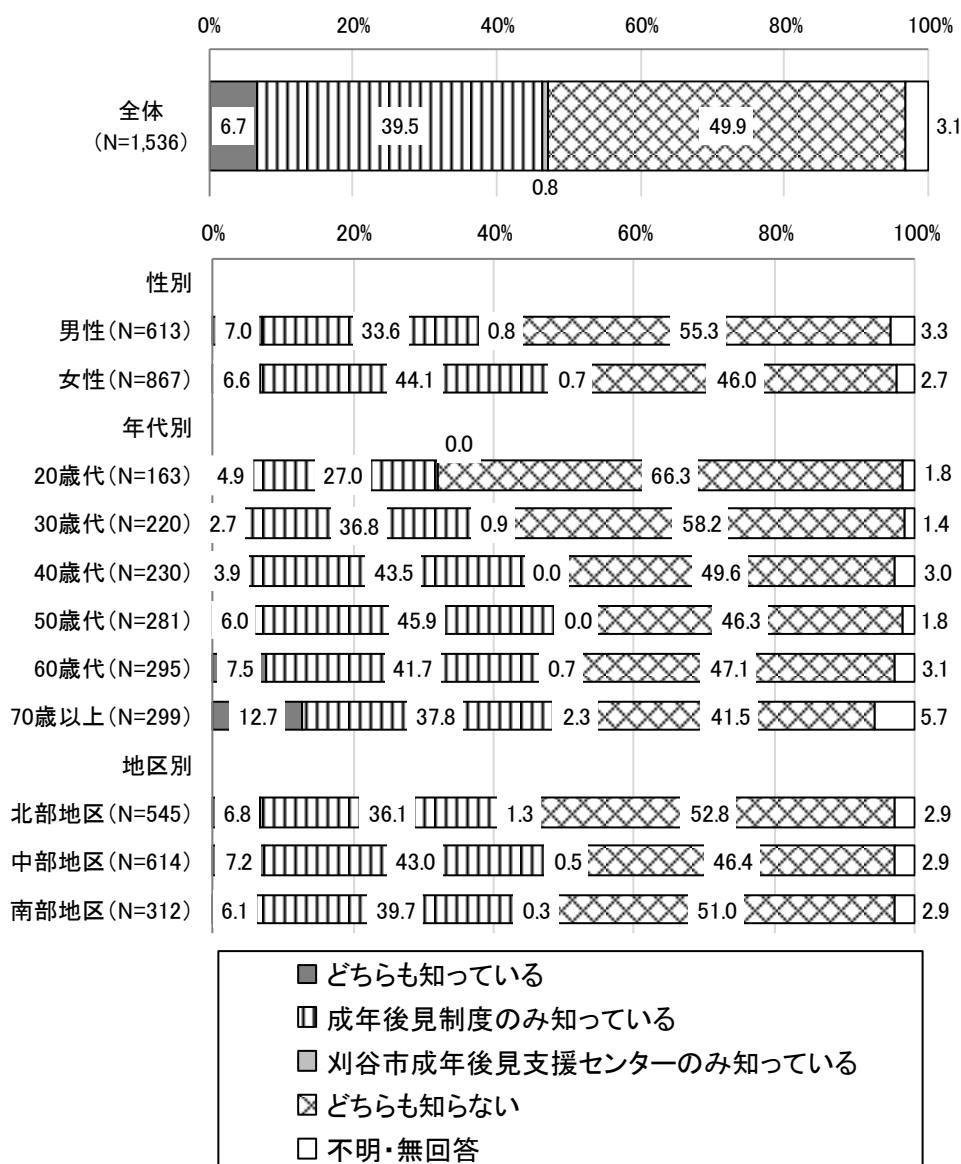 0% 20% 40% 60% 80% 100%
全体
(N=1,536)
6.7 39.5 49.9 3.1
0.8
0% 20% 40% 60% 80% 100%
性別
男性(N=613) 7.0 33.6 0.8 55.3 3.3
女性(N=867) 6.6 44.1 0.7 46.0 2.7
年代別
0.0
20歳代(N=163) 4.9 27.0 66.3 1.8
30歳代(N=220) 2.7 36.8 0.9 58.2 1.4
40歳代(N=230) 3.9 43.5 0.0 49.6 3.0
50歳代(N=281) 6.0 45.9 0.0 46.3 1.8
60歳代(N=295) 7.5 41.7 0.7 47.1 3.1
70歳以上(N=299) 12.7 37.8 2.3 41.5 5.7
地区別
北部地区(N=545) 6.8 36.1 1.3 52.8 2.9
中部地区(N=614) 7.2 43.0 0.5 46.4 2.9
南部地区(N=312) 6.1 39.7 0.3 51.0 2.9
どちらも知っている
成年後見制度のみ知っている
刈谷市成年後見支援センターのみ知っている
どちらも知らない
不明・無回答